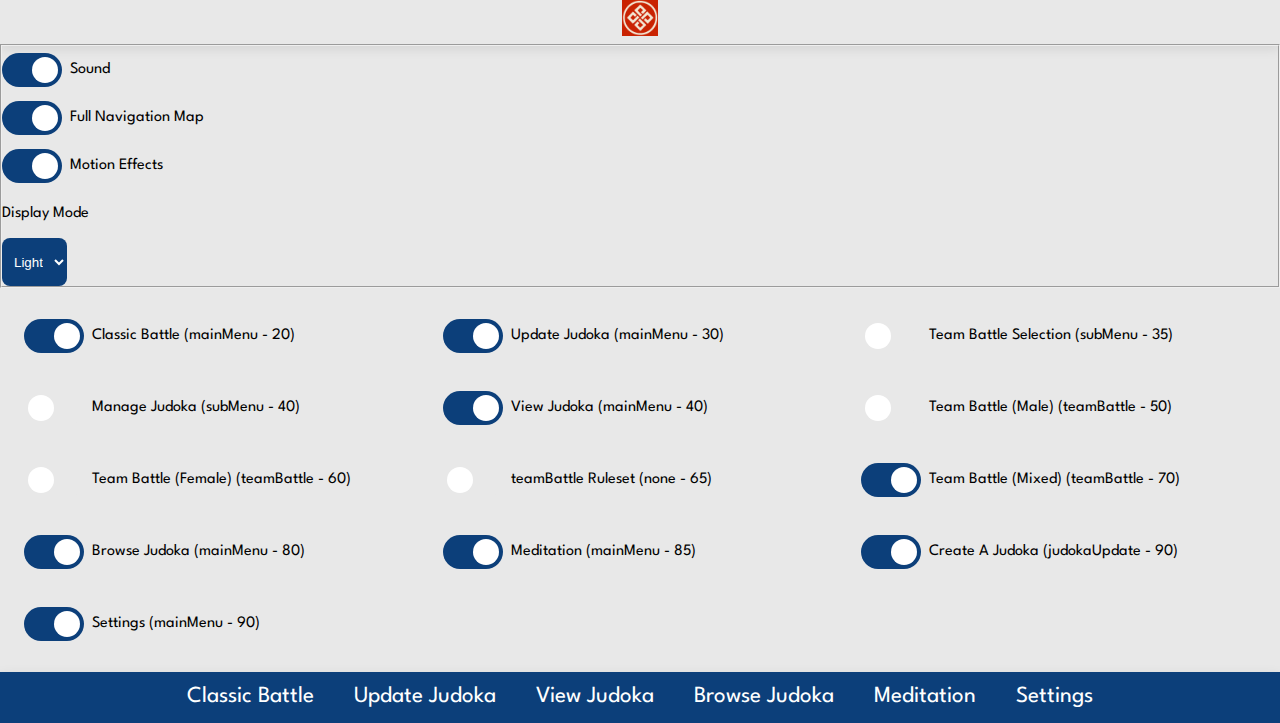 Sound
Full Navigation Map
Motion Effects
Display Mode
Light
Classic Battle (mainMenu - 20)
Update Judoka (mainMenu - 30)
Team Battle Selection (subMenu - 35)
Manage Judoka (subMenu - 40)
View Judoka (mainMenu - 40)
Team Battle (Male) (teamBattle - 50)
Team Battle (Female) (teamBattle - 60)
teamBattle Ruleset (none - 65)
Team Battle (Mixed) (teamBattle - 70)
Browse Judoka (mainMenu - 80)
Meditation (mainMenu - 85)
Create A Judoka (judokaUpdate - 90)
Settings (mainMenu - 90)
Classic Battle Update Judoka View Judoka Browse Judoka Meditation Settings